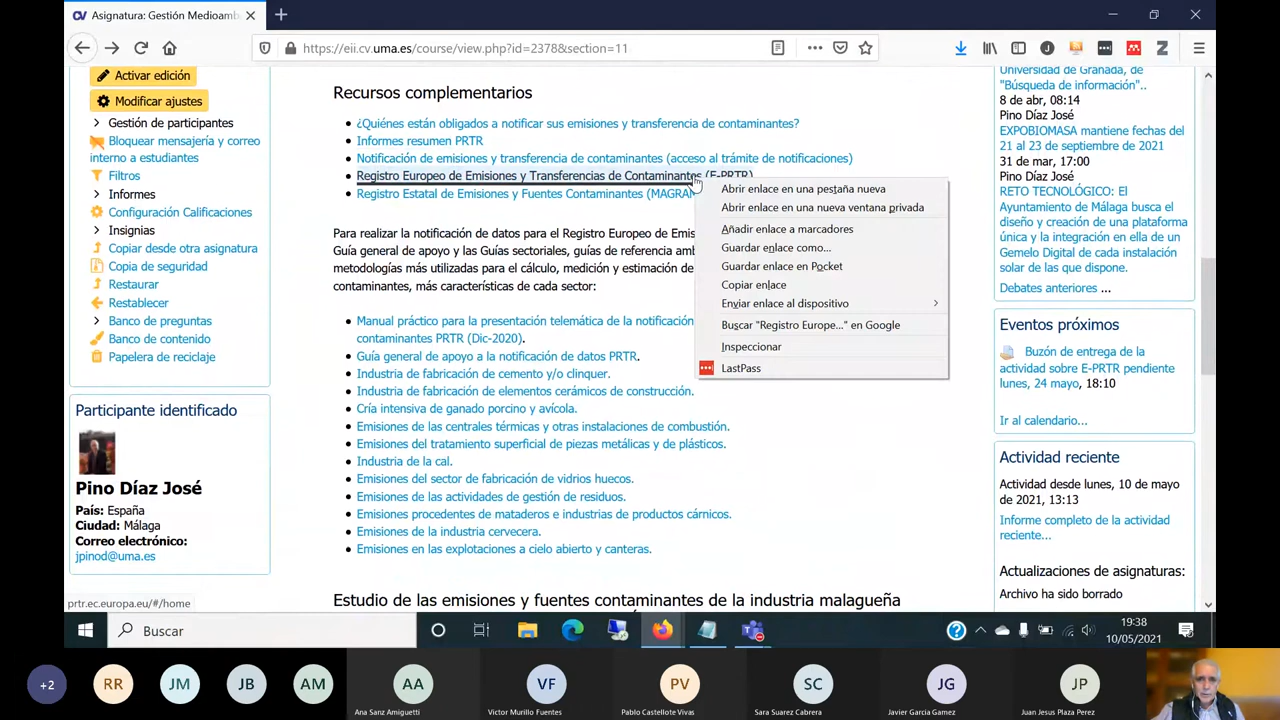 Asignatura: Gestión Medioamb
https://eii.cv.uma.es/course/view.php?id=2378&section=11
Activar edición
Modificar ajustes
Gestión de participantes
Bloquear mensajería y correo
interno a estudiantes
Filtros
Informes
Configuración Calificaciones
Insignias
Copiar desde otra asignatura
Copia de seguridad
Restaurar
Restablecer
Banco de preguntas
Banco de contenido
Papelera de reciclaje
Participante identificado
Pino Díaz José
País: España
Ciudad: Málaga
Correo electrónico:
jpinod@uma.es
prtr.ec.europa.eu/#/home
Recursos complementarios
¿Quiénes están obligados a notificar sus emisiones y transferencia de contaminantes?
Informes resumen PRTR
Notificación de emisiones y transferencia de contaminantes (acceso al trámite de notificaciones)
Registro Europeo de Emisiones y Transferencias de Contaminantes (E-PRTR)
Registro Estatal de Emisiones y Fuentes Contaminantes (MAGRAM
Para realizar la notificación de datos para el Registro Europeo de Emis
Guía general de apoyo y las Guías sectoriales, guías de referencia amb
metodologías más utilizadas para el cálculo, medición y estimación de
contaminantes, más características de cada sector:
Manual práctico para la presentación telemática de la notificación
contaminantes PRTR (Dic-2020).
Guía general de apoyo a la notificación de datos PRTR.
Industria de fabricación de cemento y/o clinquer.
Industria de fabricación de elementos cerámicos de construcción.
Cría intensiva de ganado porcino y avícola.
Emisiones de las centrales térmicas y otras instalaciones de combustión.
Emisiones del tratamiento superficial de piezas metálicas y de plásticos.
Industria de la cal.
Emisiones del sector de fabricación de vidrios huecos.
Emisiones de las actividades de gestión de residuos.
Emisiones procedentes de mataderos e industrias de productos cárnicos.
Emisiones de la industria cervecera.
Emisiones en las explotaciones a cielo abierto y canteras.
Estudio de las emisiones y fuentes contaminantes de la industria malagueña
Abrir enlace en una pestaña nueva
Abrir enlace en una nueva ventana privada
Añadir enlace a marcadores
Guardar enlace como...
Guardar enlace en Pocket
Copiar enlace
Enviar enlace al dispositivo
Buscar "Registro Europe..." en Google
Inspeccionar
LastPass
Universidad de Granada, de
"Búsqueda de información"..
8 de abr, 08:14
Pino Díaz José
EXPOBIOMASA mantiene fechas del
21 al 23 de septiembre de 2021
31 de mar, 17:00
Pino Díaz José
RETO TECNOLÓGICO: El
Ayuntamiento de Málaga busca el
diseño y creación de una plataforma
única y la integración en ella de un
Gemelo Digital de cada instalación
solar de las que dispone.
Debates anteriores ...
Eventos próximos
Buzón de entrega de la
actividad sobre E-PRTR pendiente
lunes, 24 mayo, 18:10
Ir al calendario...
Actividad reciente
Actividad desde lunes, 10 de mayo
de 2021, 13:13
Informe completo de la actividad
reciente...
Actualizaciones de asignaturas:
Archivo ha sido borrado
Buscar
19:38
10/05/2021
+2
RR
JM
JB
AM
AA
Ana Sanz Amiguetti
VF
Victor Murillo Fuentes
PV
Pablo Castellote Vivas
SC
Sara Suarez Cabrera
JG
Javier Garcia Gamez
JP
Juan Jesus Plaza Perez